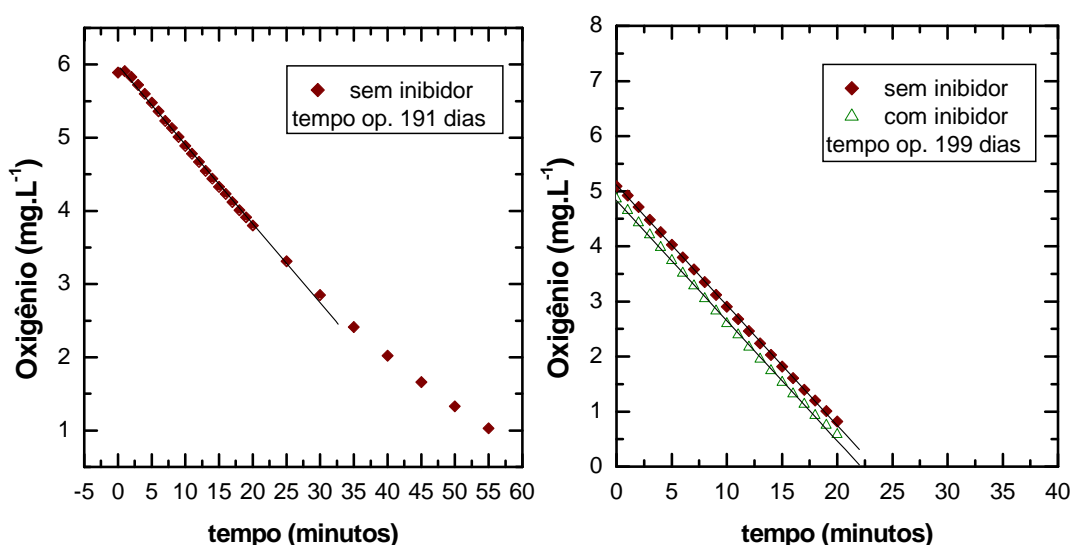 6
5
4
3
2
1
-5 0 5 10 15 20 25 30 35 40 45 50 55 60
Oxigênio (mg.L⁻¹)
tempo (minutos)
sem inibidor
tempo op. 191 dias
8
7
6
5
4
3
2
1
0
0 5 10 15 20 25 30 35 40
Oxigênio (mg.L⁻¹)
tempo (minutos)
sem inibidor
com inibidor
tempo op. 199 dias